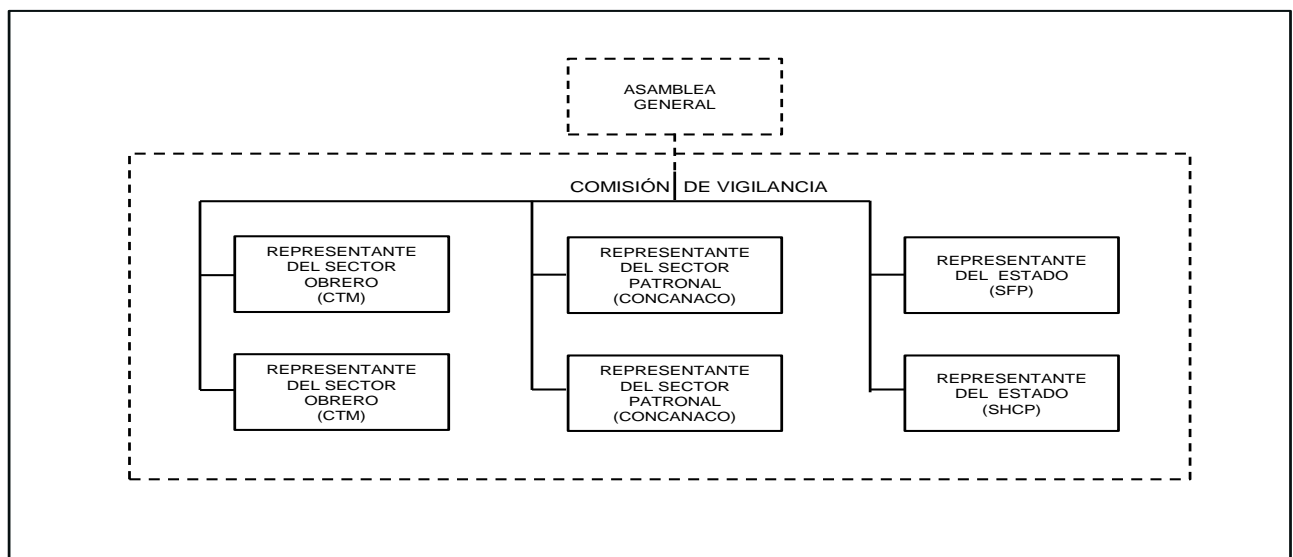 ASAMBLEA
GENERAL
COMISIÓN DE VIGILANCIA
REPRESENTANTE
DEL SECTOR
OBRERO
(CTM)
REPRESENTANTE
DEL SECTOR
PATRONAL
(CONCANACO)
REPRESENTANTE
DEL ESTADO
(SFP)
REPRESENTANTE
DEL SECTOR
OBRERO
(CTM)
REPRESENTANTE
DEL SECTOR
PATRONAL
(CONCANACO)
REPRESENTANTE
DEL ESTADO
(SHCP)